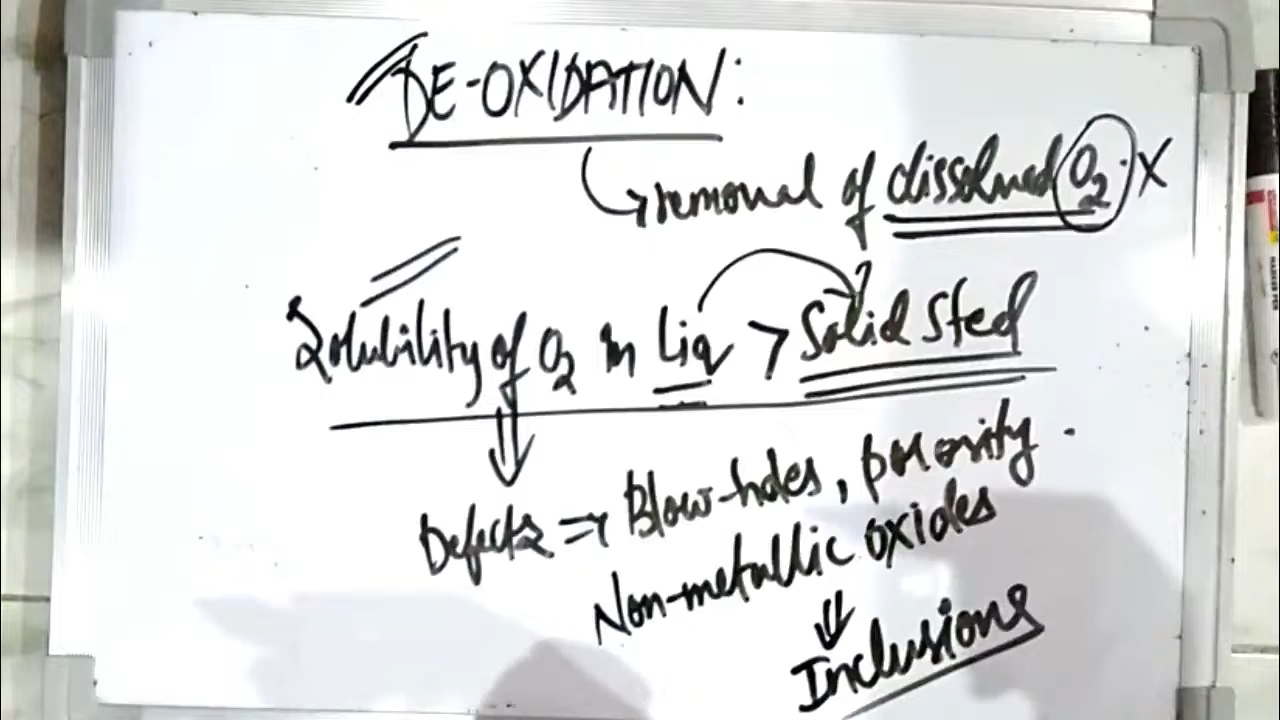 DE-OXIDATION:
↳ removal of dissolved O₂. X
Solubility of O₂ in Liq > Solid Steel
⇓
Defects ⇒ Blow-holes, porosity.
Non-metallic oxides
⇓
Inclusions